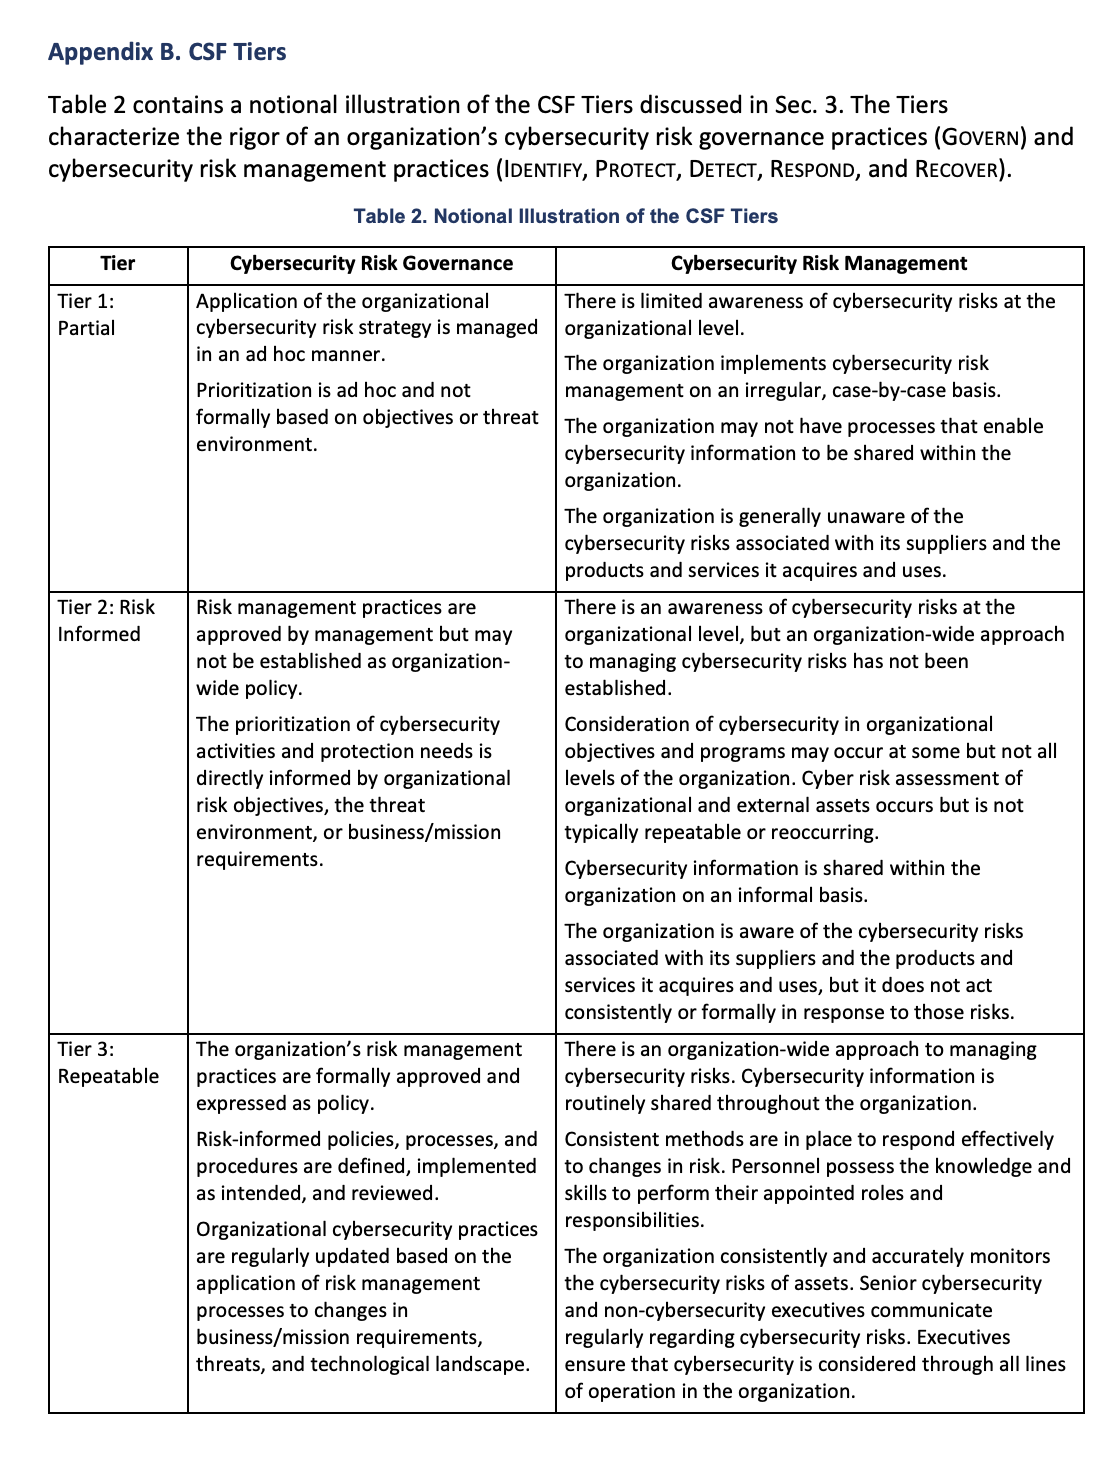 Appendix B. CSF Tiers
Table 2 contains a notional illustration of the CSF Tiers discussed in Sec. 3. The Tiers
characterize the rigor of an organization’s cybersecurity risk governance practices (GOVERN) and
cybersecurity risk management practices (IDENTIFY, PROTECT, DETECT, RESPOND, and RECOVER).
Table 2. Notional Illustration of the CSF Tiers
Tier
Cybersecurity Risk Governance
Cybersecurity Risk Management
Tier 1:
Partial
Application of the organizational
cybersecurity risk strategy is managed
in an ad hoc manner.
Prioritization is ad hoc and not
formally based on objectives or threat
environment.
There is limited awareness of cybersecurity risks at the
organizational level.
The organization implements cybersecurity risk
management on an irregular, case-by-case basis.
The organization may not have processes that enable
cybersecurity information to be shared within the
organization.
The organization is generally unaware of the
cybersecurity risks associated with its suppliers and the
products and services it acquires and uses.
Tier 2: Risk
Informed
Risk management practices are
approved by management but may
not be established as organization-
wide policy.
The prioritization of cybersecurity
activities and protection needs is
directly informed by organizational
risk objectives, the threat
environment, or business/mission
requirements.
There is an awareness of cybersecurity risks at the
organizational level, but an organization-wide approach
to managing cybersecurity risks has not been
established.
Consideration of cybersecurity in organizational
objectives and programs may occur at some but not all
levels of the organization. Cyber risk assessment of
organizational and external assets occurs but is not
typically repeatable or reoccurring.
Cybersecurity information is shared within the
organization on an informal basis.
The organization is aware of the cybersecurity risks
associated with its suppliers and the products and
services it acquires and uses, but it does not act
consistently or formally in response to those risks.
Tier 3:
Repeatable
The organization’s risk management
practices are formally approved and
expressed as policy.
Risk-informed policies, processes, and
procedures are defined, implemented
as intended, and reviewed.
Organizational cybersecurity practices
are regularly updated based on the
application of risk management
processes to changes in
business/mission requirements,
threats, and technological landscape.
There is an organization-wide approach to managing
cybersecurity risks. Cybersecurity information is
routinely shared throughout the organization.
Consistent methods are in place to respond effectively
to changes in risk. Personnel possess the knowledge and
skills to perform their appointed roles and
responsibilities.
The organization consistently and accurately monitors
the cybersecurity risks of assets. Senior cybersecurity
and non-cybersecurity executives communicate
regularly regarding cybersecurity risks. Executives
ensure that cybersecurity is considered through all lines
of operation in the organization.